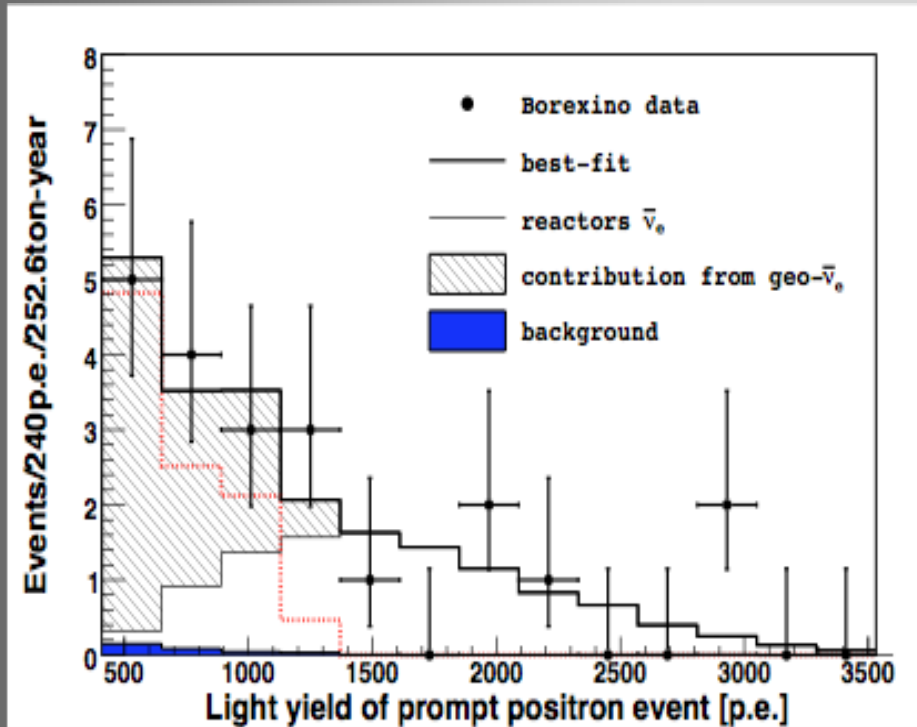 8
7
6
5
4
3
2
1
0
Events/240p.e./252.6ton-year
Borexino data
best-fit
reactors ν̄e
contribution from geo-ν̄e
background
500 1000 1500 2000 2500 3000 3500
Light yield of prompt positron event [p.e.]